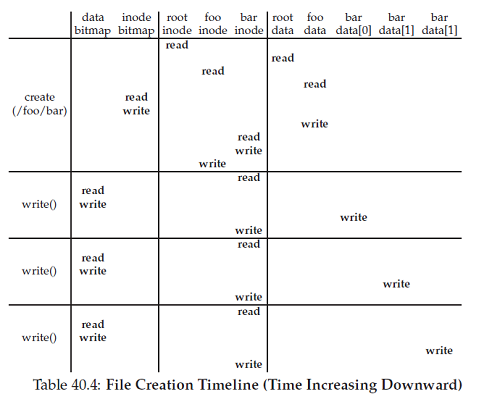 data inode root foo bar root foo bar bar bar
bitmap bitmap inode inode inode data data data[0] data[1] data[1]
read
read
read
read
create read
(/foo/bar) write
write
read
write
write
read
read
write() write
write
write
read
read
write() write
write
write
read
read
write() write
write
write
Table 40.4: File Creation Timeline (Time Increasing Downward)